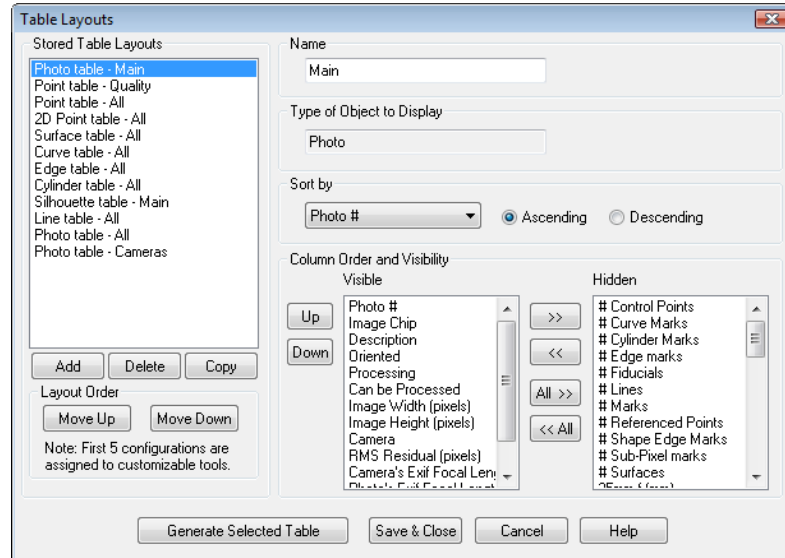 Table Layouts
Stored Table Layouts
Photo table - Main
Point table - Quality
Point table - All
2D Point table - All
Surface table - All
Curve table - All
Edge table - All
Cylinder table - All
Silhouette table - Main
Line table - All
Photo table - All
Photo table - Cameras
Add
Delete
Copy
Layout Order
Move Up
Move Down
Note: First 5 configurations are
assigned to customizable tools.
Name
Main
Type of Object to Display
Photo
Sort by
Photo #
Ascending
Descending
Column Order and Visibility
Visible
Up
Down
Photo #
Image Chip
Description
Oriented
Processing
Can be Processed
Image Width (pixels)
Image Height (pixels)
Camera
RMS Residual (pixels)
Camera's Exif Focal Len
Photo's Exif Focal
>>
<<
All >>
<< All
Hidden
# Control Points
# Curve Marks
# Cylinder Marks
# Edge marks
# Fiducials
# Lines
# Marks
# Referenced Points
# Shape Edge Marks
# Sub-Pixel marks
# Surfaces
Generate Selected Table
Save & Close
Cancel
Help